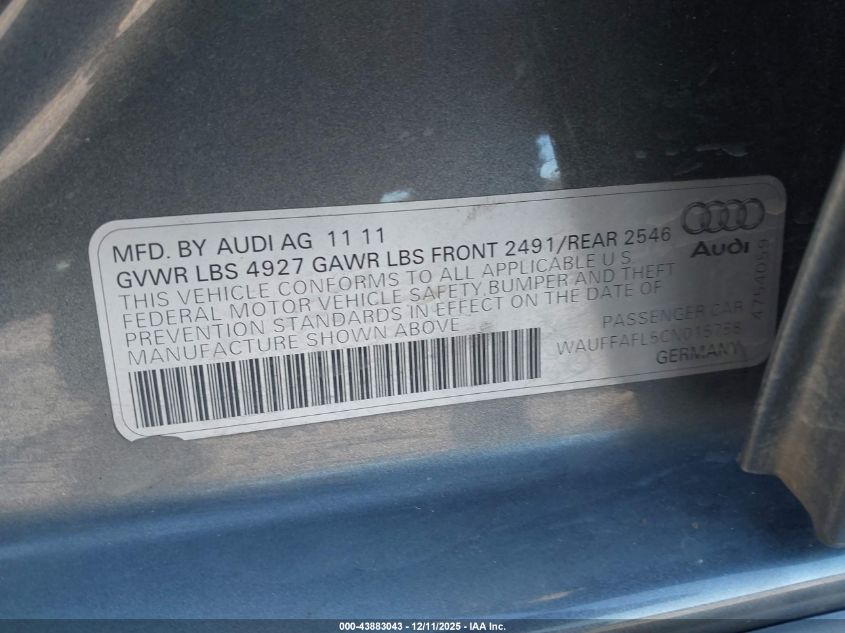 MFD. BY AUDI AG 11 11
GVWR LBS 4927 GAWR LBS FRONT 2491/REAR 2546
THIS VEHICLE CONFORMS TO ALL APPLICABLE U S
FEDERAL MOTOR VEHICLE SAFETY,BUMPER AND THEFT
PREVENTION STANDARDS IN EFFECT ON THE DATE OF
MANUFACTURE SHOWN ABOVE
Audi
4754059
PASSENGER CAR
WAUFFAFL5CN015756
GERMANY
000-43883043 - 12/11/2025 - IAA Inc.